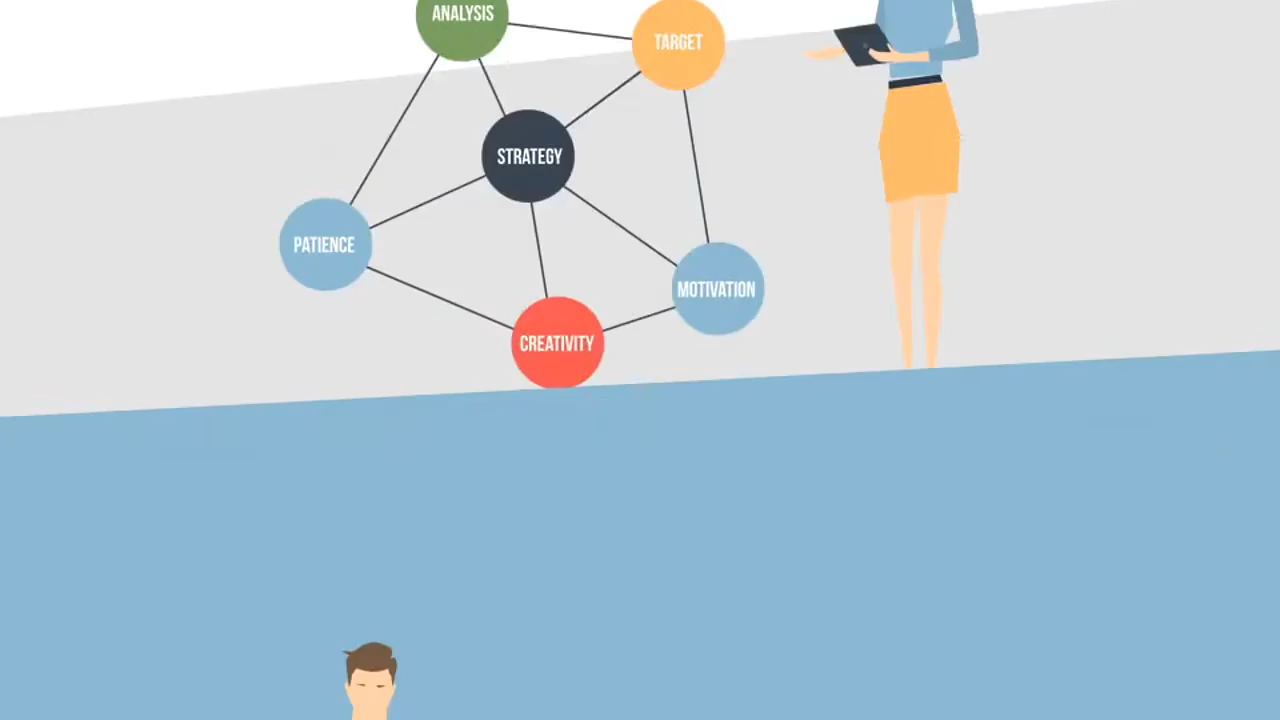 ANALYSIS
TARGET
STRATEGY
PATIENCE
MOTIVATION
CREATIVITY